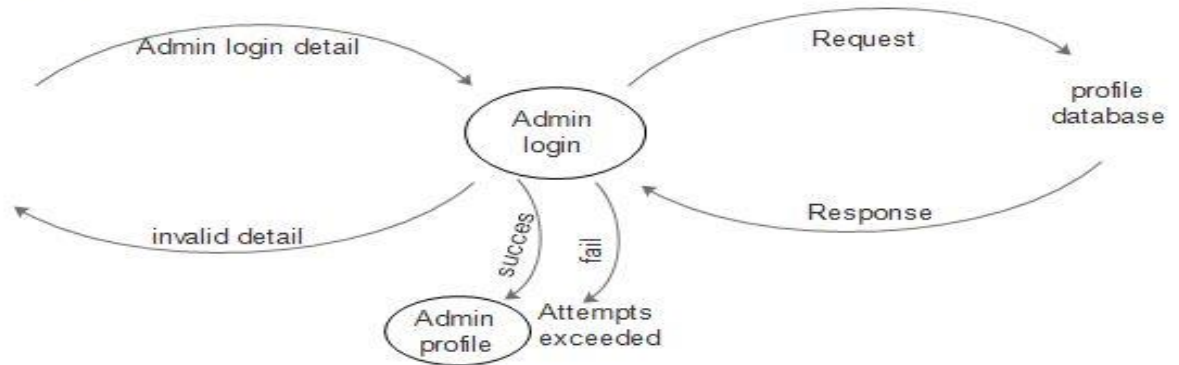 Admin login detail
Request
Admin
login
profile
database
invalid detail
Response
succes
fail
Admin
profile
Attempts
exceeded